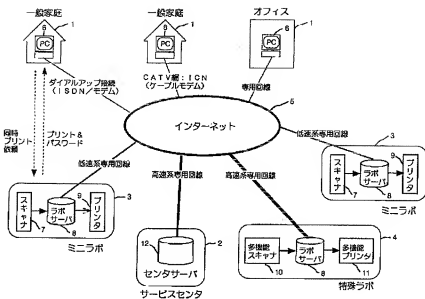 一般家庭
一般家庭
オフィス
1
1
1
6
6
6
PC
PC
PC
ダイアルアップ接続
(ISDN/モデム)
CATV網:ICN
(ケーブルモデム)
専用回線
5
インターネット
同時
プリント
依頼
プリント&
パスワード
低速系専用回線
低速系専用回線
高速系専用回線
高速系専用回線
3
スキャナ
ラボ
サーバ
プリンタ
7
8
9
ミニラボ
3
スキャナ
ラボ
サーバ
プリンタ
7
8
9
ミニラボ
12
2
センタサーバ
サービスセンタ
4
多機能
スキャナ
ラボ
サーバ
多機能
プリンタ
10
8
11
特殊ラボ